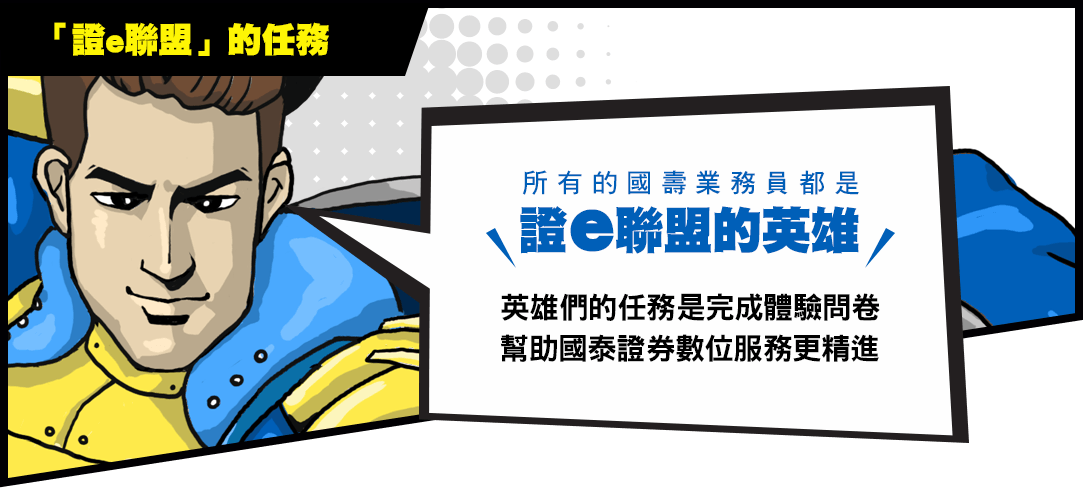 「證e聯盟」的任務
所有的國壽業務員都是
證e聯盟的英雄
英雄們的任務是完成體驗問卷
幫助國泰證券數位服務更精進